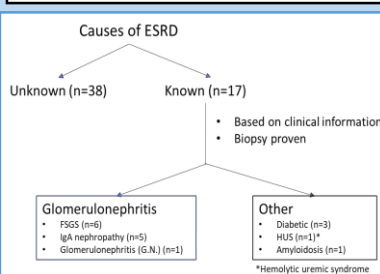 Causes of ESRD
Unknown (n=38)
Known (n=17)
• Based on clinical information
• Biopsy proven
Glomerulonephritis
• FSGS (n=6)
• IgA nephropathy (n=5)
• Glomerulonephritis (G.N.) (n=1)
Other
• Diabetic (n=3)
• HUS (n=1)*
• Amyloidosis (n=1)
*Hemolytic uremic syndrome